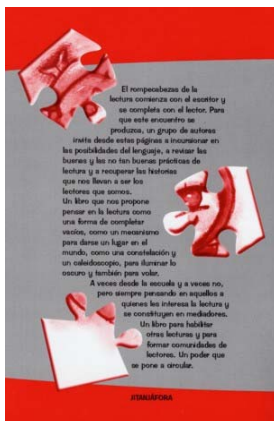 El rompecabezas de la
lectura comienza con el escritor y
se completa con el lector. Para
que este encuentro se
produzca, un grupo de autoras
invita desde estas páginas a incursionar en
las posibilidades del lenguaje, a revisar las
buenas y las no tan buenas prácticas de
lectura y a recuperar las historias
que nos llevan a ser los
lectores que somos.
Un libro que nos propone
pensar en la lectura como
una forma de completar
vacíos, como un mecanismo
para darse un lugar en el
mundo, como una constelación y
un caleidoscopio, para iluminar lo
oscuro y también para volar.
A veces desde la escuela y a veces no,
pero siempre pensando en aquellos a
quienes les interesa la lectura y
se constituyen en mediadores.
Un libro para habilitar
otras lecturas y para
formar comunidades de
lectores. Un poder que
se pone a circular.
JITANJÁFORA